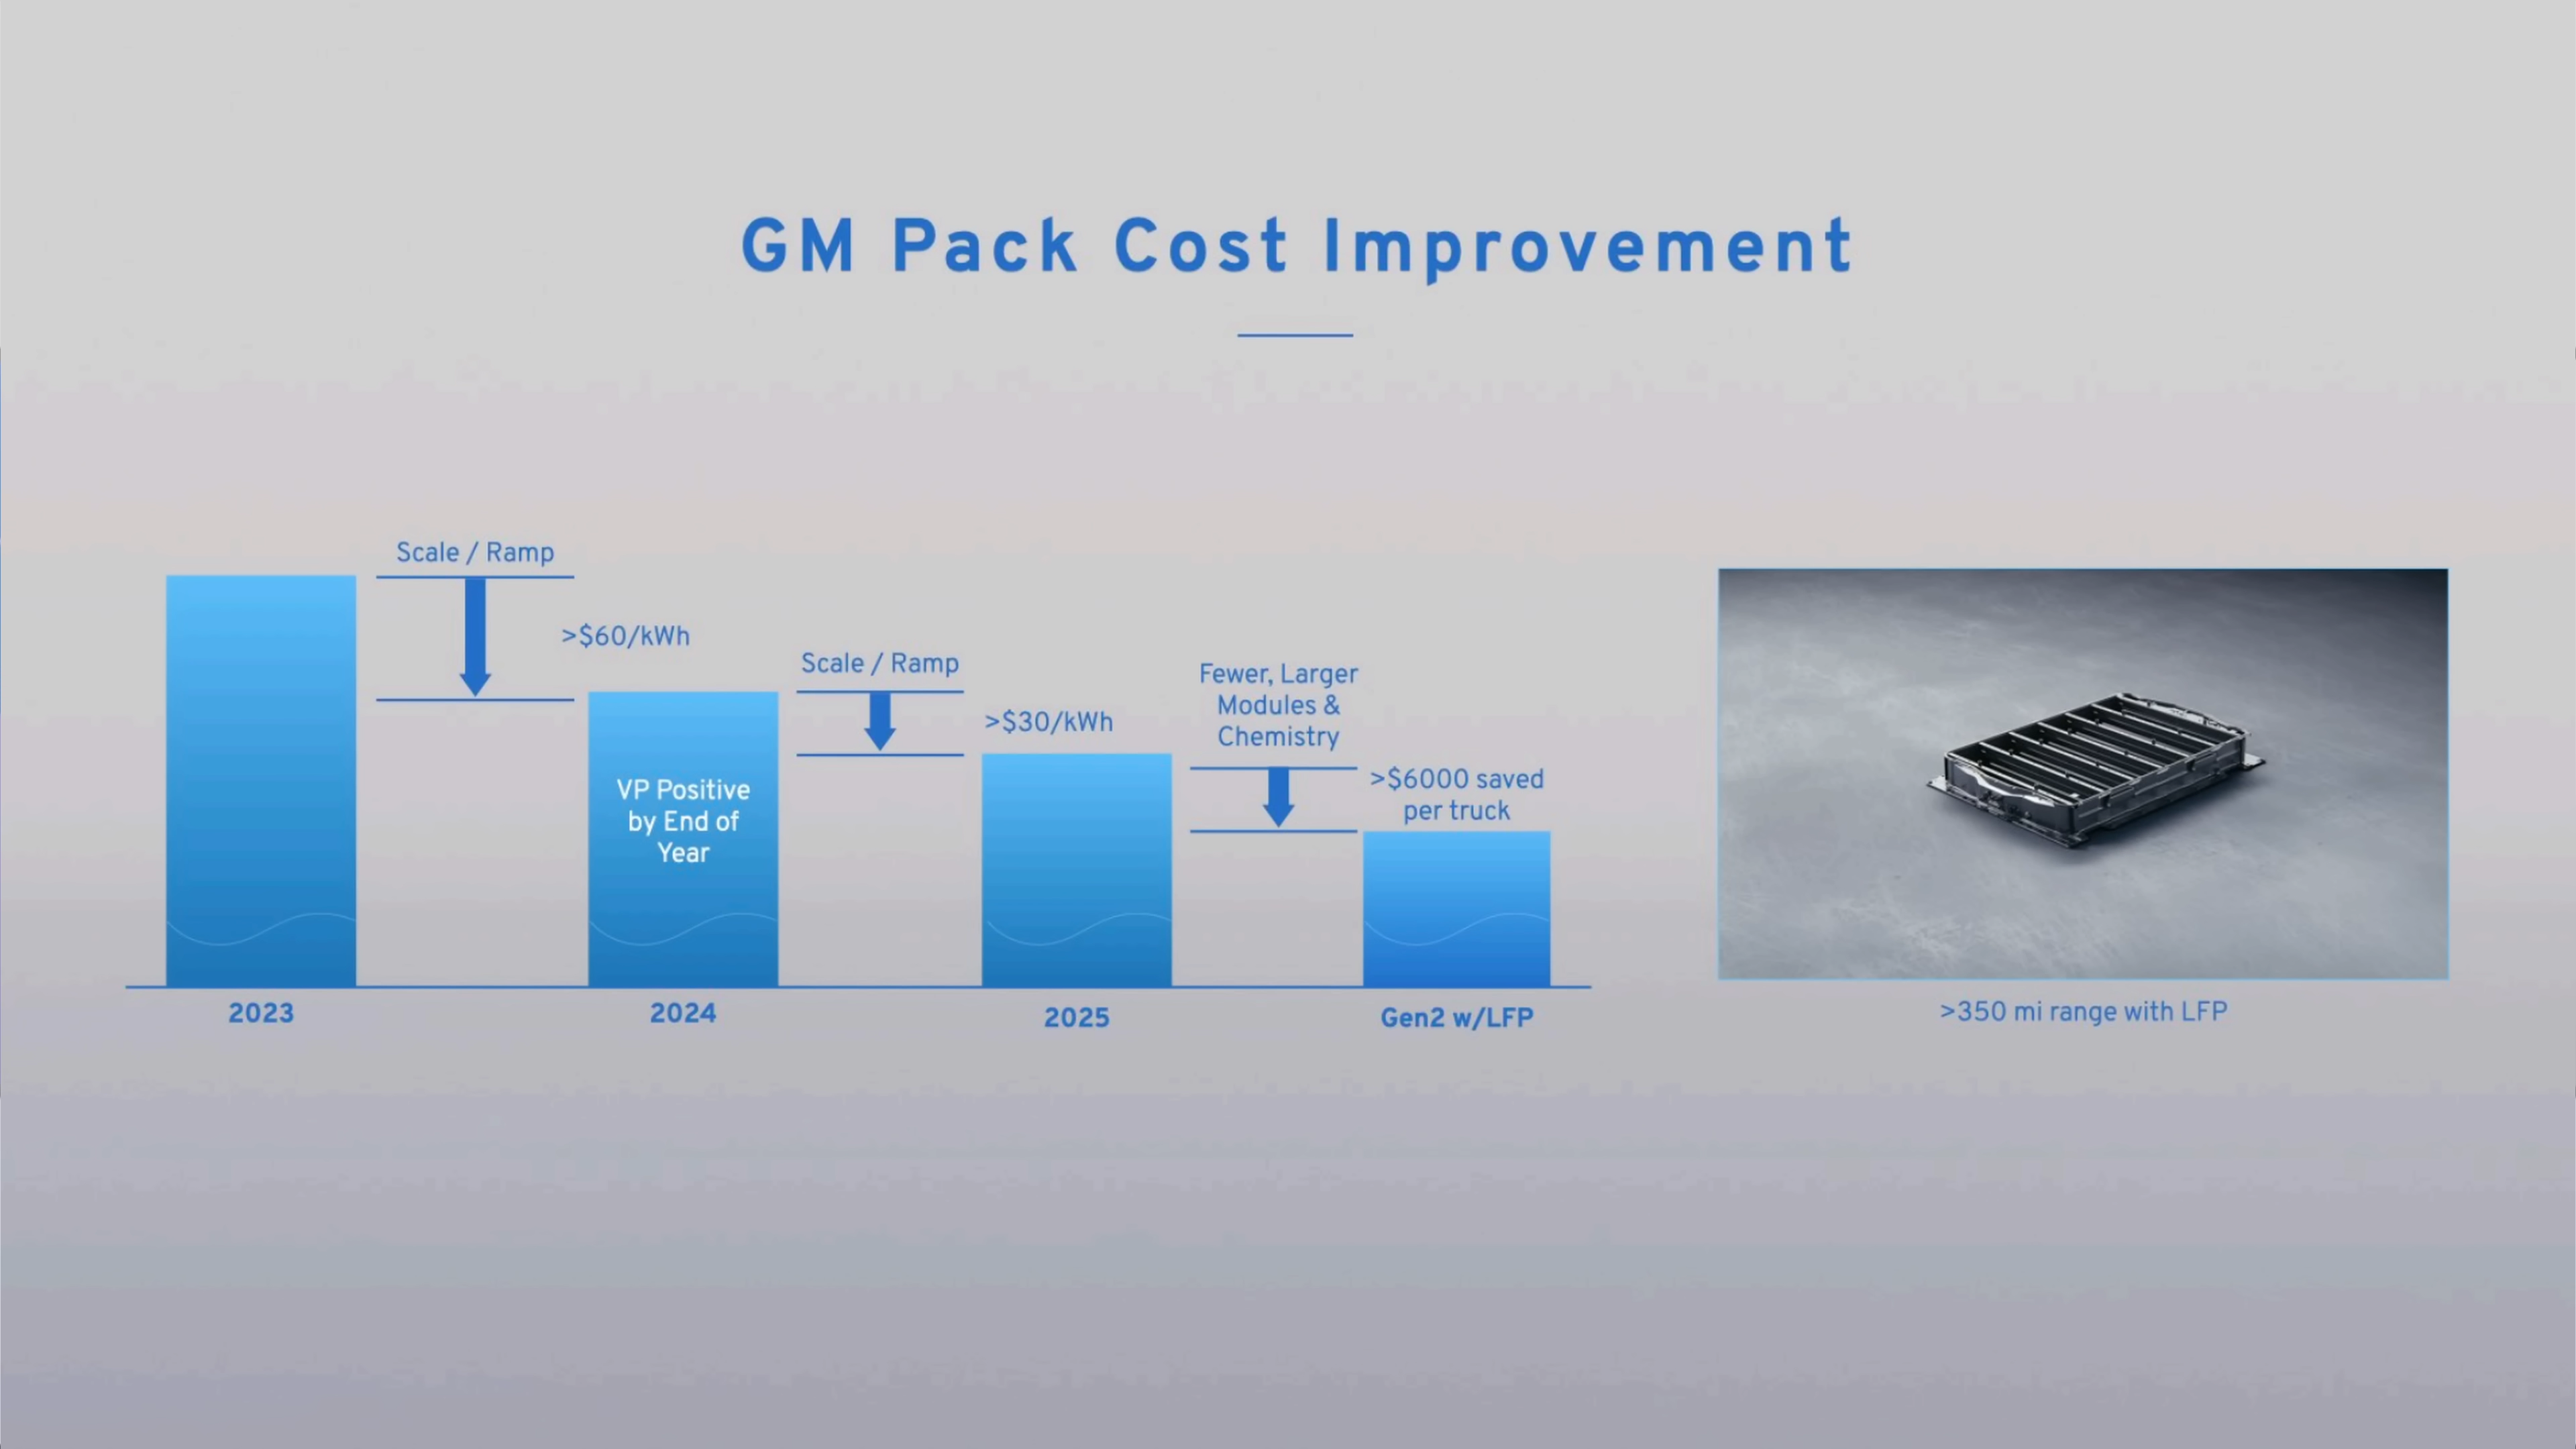 GM Pack Cost Improvement
Scale / Ramp
>$60/kWh
Scale / Ramp
>$30/kWh
Fewer, Larger
Modules &
Chemistry
>$6000 saved
per truck
VP Positive
by End of
Year
2023
2024
2025
Gen2 w/LFP
>350 mi range with LFP